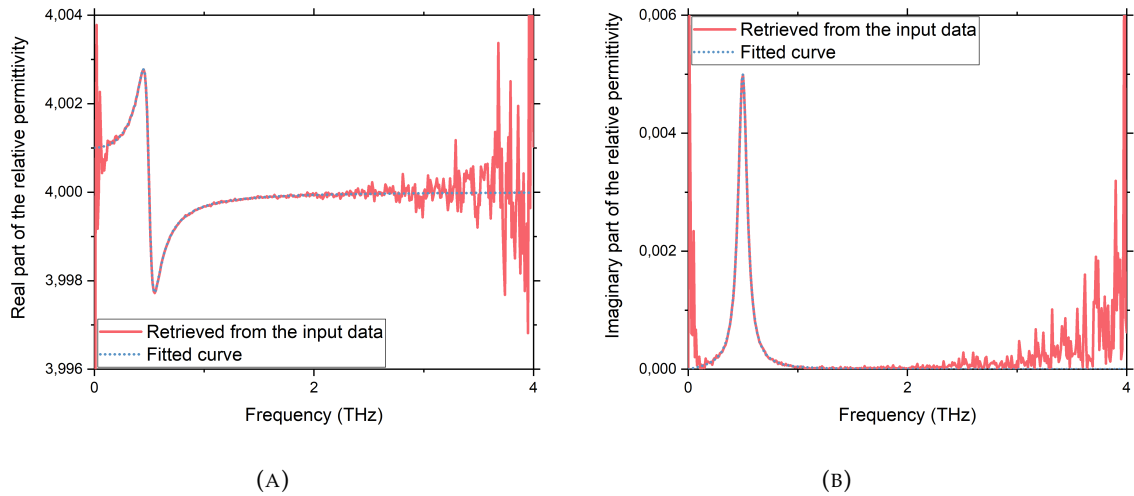 4,004
4,002
4,000
3,998
3,996
Real part of the relative permittivity
Retrieved from the input data
Fitted curve
0
2
4
Frequency (THz)
(A)
0,006
0,004
0,002
0,000
Imaginary part of the relative permittivity
Retrieved from the input data
Fitted curve
0
2
4
Frequency (THz)
(B)